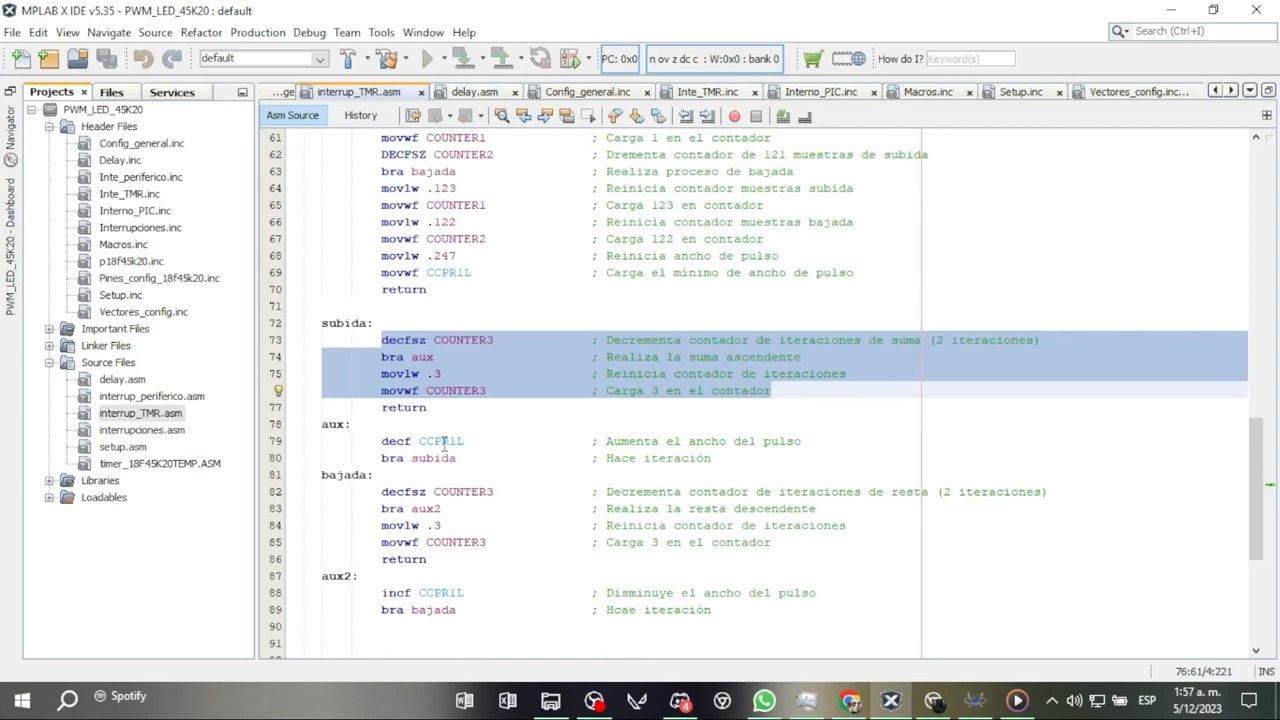 MPLAB X IDE v5.35 - PWM_LED_45K20 : default
File Edit View Navigate Source Refactor Production Debug Team Tools Window Help
Search (Ctrl+I)
default
PC: 0x0
n ov z dc c : W:0x0 : bank 0
How do I? Keyword(s)
Projects Files Services
...ge interrup_TMR.asm delay.asm Config_general.inc Inte_TMR.inc Interno_PIC.inc Macros.inc Setup.inc Vectores_config.inc...
Navigator
PWM_LED_45K20 - Dashboard
PWM_LED_45K20
Header Files
Config_general.inc
Delay.inc
Inte_periferico.inc
Inte_TMR.inc
Interno_PIC.inc
Interrupciones.inc
Macros.inc
p18f45k20.inc
Pines_config_18f45k20.inc
Setup.inc
Vectores_config.inc
Important Files
Linker Files
Source Files
delay.asm
interrup_periferico.asm
interrup_TMR.asm
interrupciones.asm
setup.asm
timer_18F45K20TEMP.ASM
Libraries
Loadables
Asm Source History
61 movwf COUNTER1 ; Carga 1 en el contador
62 DECFSZ COUNTER2 ; Drementa contador de 121 muestras de subida
63 bra bajada ; Realiza proceso de bajada
64 movlw .123 ; Reinicia contador muestras subida
65 movwf COUNTER1 ; Carga 123 en contador
66 movlw .122 ; Reinicia contador muestras bajada
67 movwf COUNTER2 ; Carga 122 en contador
68 movlw .247 ; Reinicia ancho de pulso
69 movwf CCPR1L ; Carga el mínimo de ancho de pulso
70 return
71
72 subida:
73 decfsz COUNTER3 ; Decrementa contador de iteraciones de suma (2 iteraciones)
74 bra aux ; Realiza la suma ascendente
75 movlw .3 ; Reinicia contador de iteraciones
76 movwf COUNTER3 ; Carga 3 en el contador
77 return
78 aux:
79 decf CCPR1L ; Aumenta el ancho del pulso
80 bra subida ; Hace iteración
81 bajada:
82 decfsz COUNTER3 ; Decrementa contador de iteraciones de resta (2 iteraciones)
83 bra aux2 ; Realiza la resta descendente
84 movlw .3 ; Reinicia contador de iteraciones
85 movwf COUNTER3 ; Carga 3 en el contador
86 return
87 aux2:
88 incf CCPR1L ; Disminuye el ancho del pulso
89 bra bajada ; Hcae iteración
90
91
76:61/4:221 INS
Spotify
4
ESP
1:57 a. m.
5/12/2023